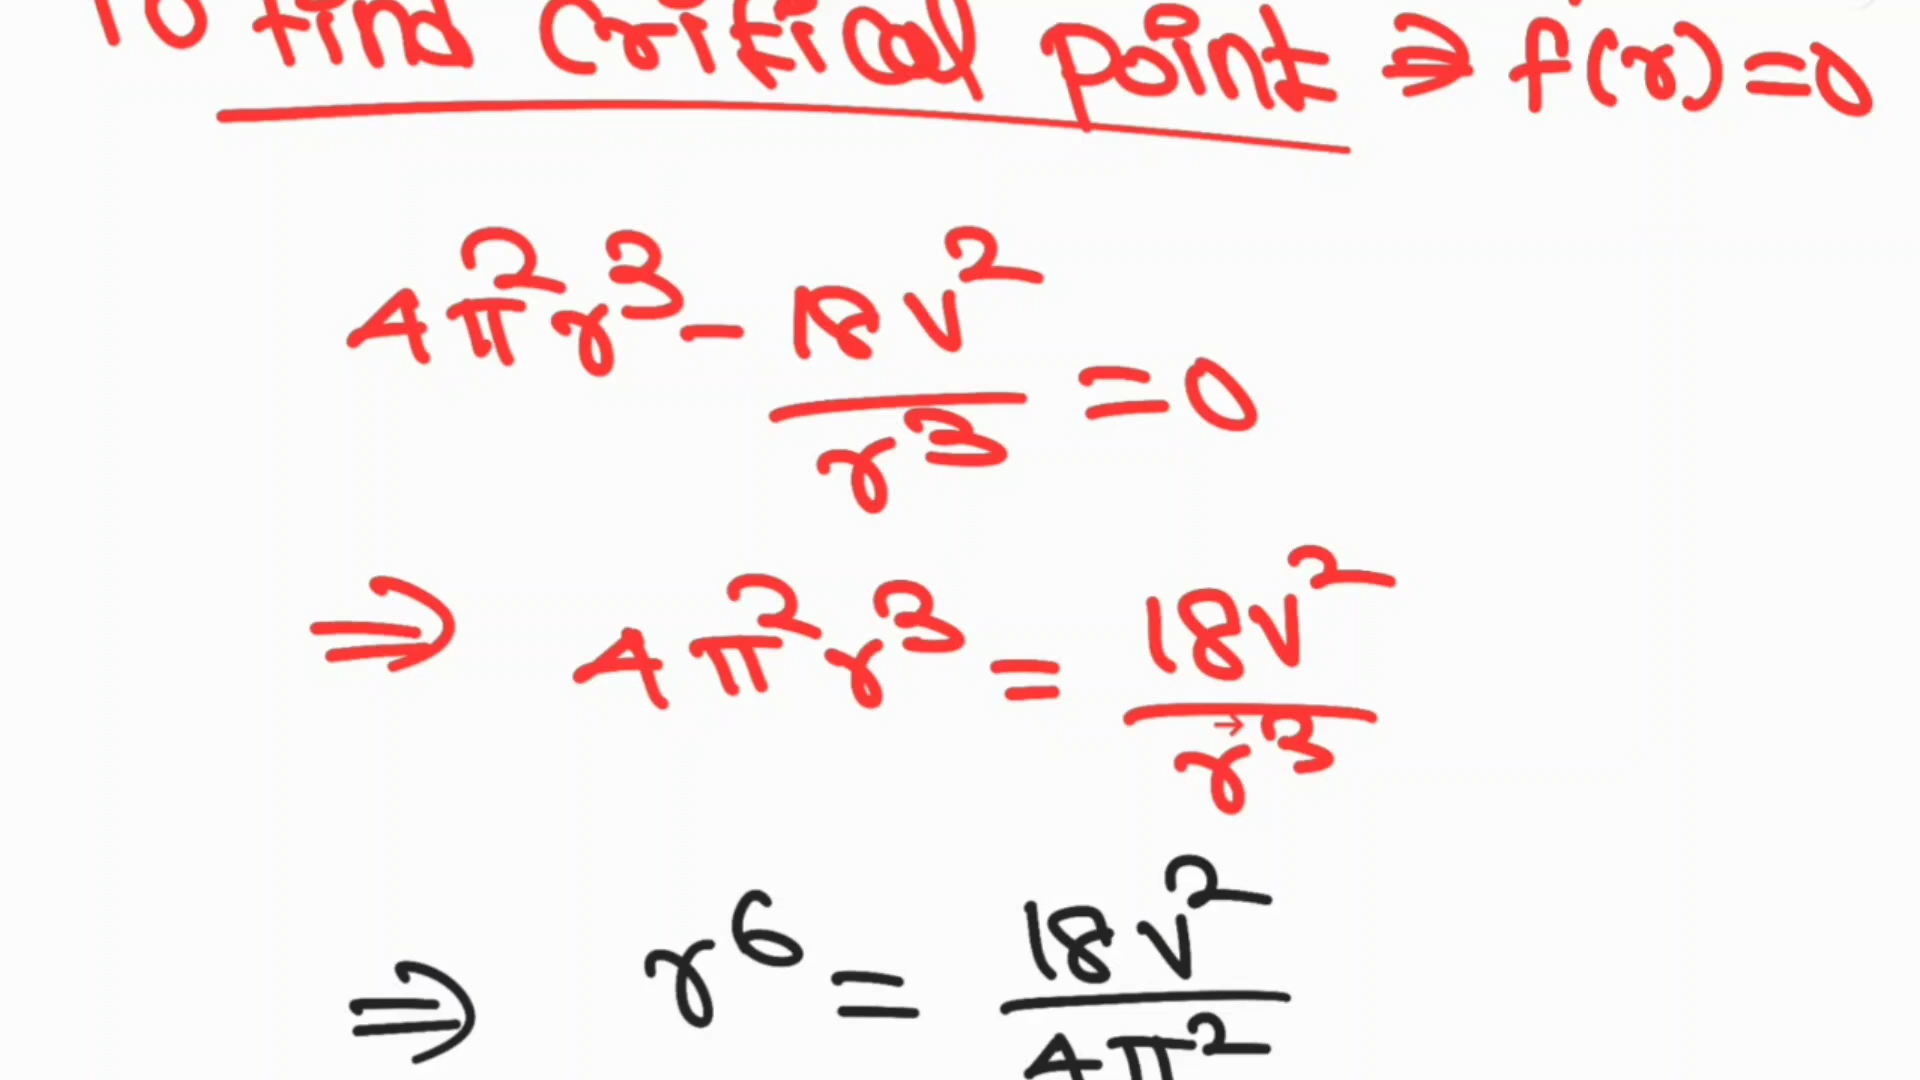 To find critical point ⇒ f'(r)=0
4π²r³ - 18v²/r³ = 0
⇒ 4π²r³ = 18v²/r³
⇒ r⁶ = 18v²/4π²